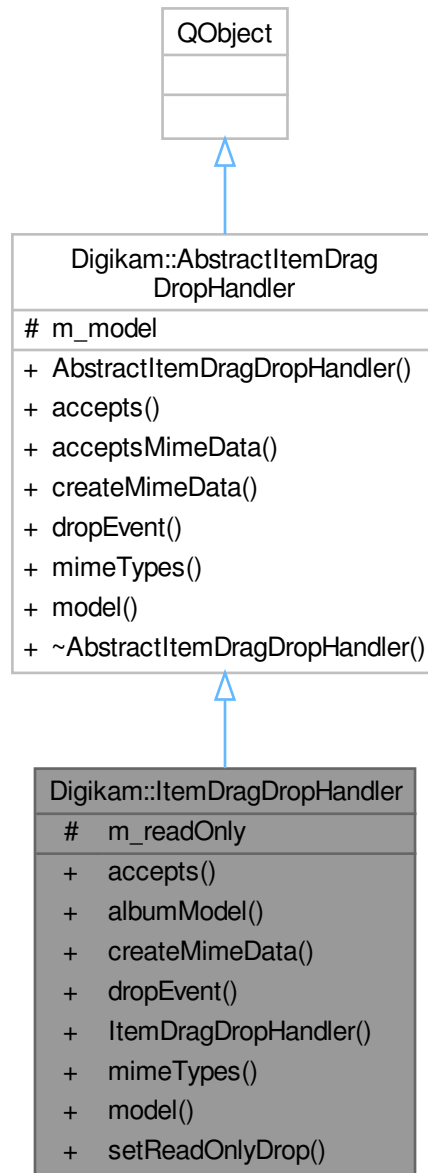 QObject
Digikam::AbstractItemDrag
DropHandler
# m_model
+ AbstractItemDragDropHandler()
+ accepts()
+ acceptsMimeData()
+ createMimeData()
+ dropEvent()
+ mimeTypes()
+ model()
+ ~AbstractItemDragDropHandler()
Digikam::ItemDragDropHandler
# m_readOnly
+ accepts()
+ albumModel()
+ createMimeData()
+ dropEvent()
+ ItemDragDropHandler()
+ mimeTypes()
+ model()
+ setReadOnlyDrop()